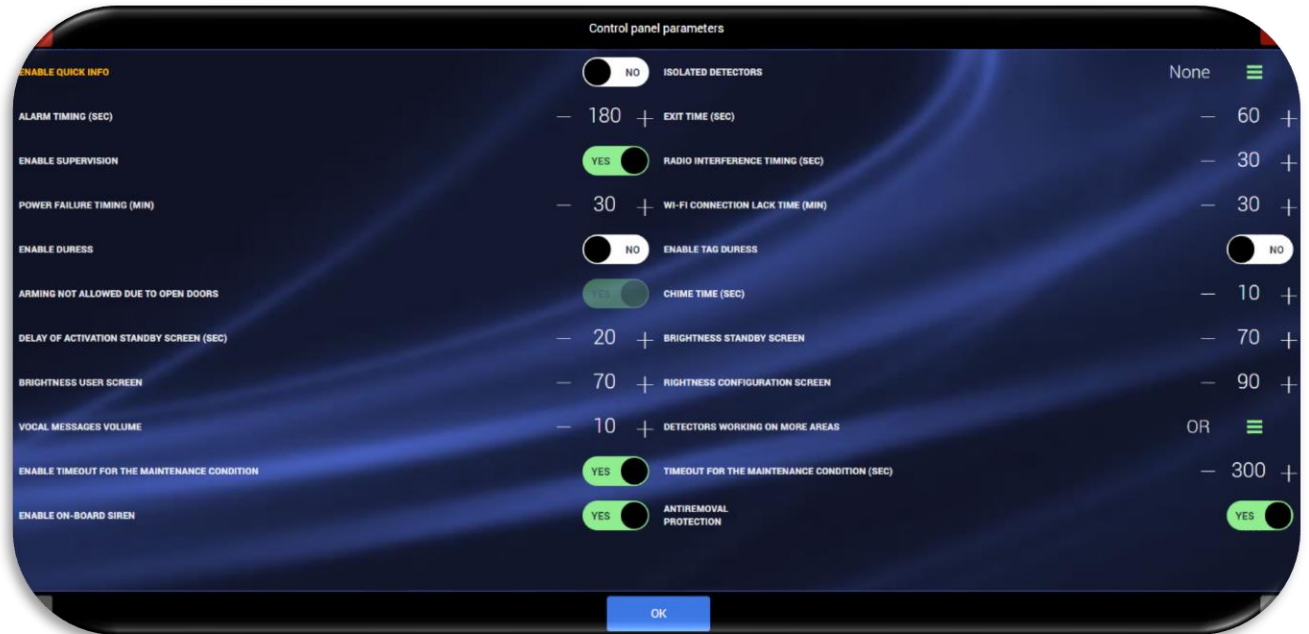 Control panel parameters
ENABLE QUICK INFO NO ISOLATED DETECTORS None
ALARM TIMING (SEC) — 180 + EXIT TIME (SEC) — 60 +
ENABLE SUPERVISION YES RADIO INTERFERENCE TIMING (SEC) — 30 +
POWER FAILURE TIMING (MIN) — 30 + WI-FI CONNECTION LACK TIME (MIN) — 30 +
ENABLE DURESS NO ENABLE TAG DURESS NO
ARMING NOT ALLOWED DUE TO OPEN DOORS YES CHIME TIME (SEC) — 10 +
DELAY OF ACTIVATION STANDBY SCREEN (SEC) — 20 + BRIGHTNESS STANDBY SCREEN — 70 +
BRIGHTNESS USER SCREEN — 70 + RIGHTNESS CONFIGURATION SCREEN — 90 +
VOCAL MESSAGES VOLUME — 10 + DETECTORS WORKING ON MORE AREAS OR
ENABLE TIMEOUT FOR THE MAINTENANCE CONDITION YES TIMEOUT FOR THE MAINTENANCE CONDITION (SEC) — 300 +
ENABLE ON-BOARD SIREN YES ANTIREMOVAL
PROTECTION YES
OK